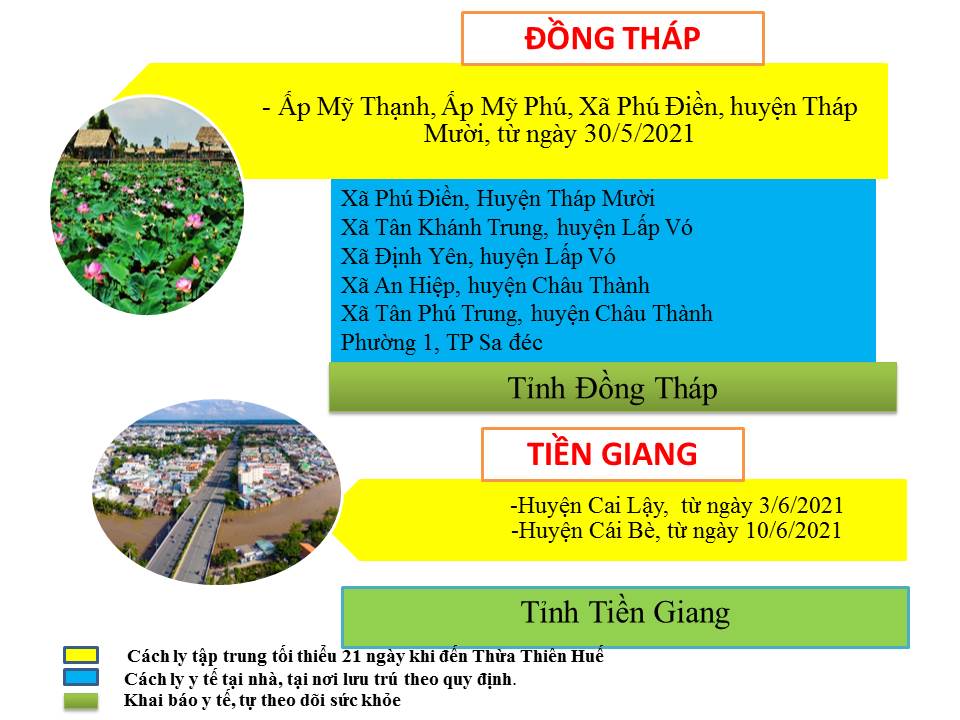 ĐỒNG THÁP
- Ấp Mỹ Thạnh, Ấp Mỹ Phú, Xã Phú Điền, huyện Tháp
Mười, từ ngày 30/5/2021
Xã Phú Điền, Huyện Tháp Mười
Xã Tân Khánh Trung, huyện Lấp Vó
Xã Định Yên, huyện Lấp Vó
Xã An Hiệp, huyện Châu Thành
Xã Tân Phú Trung, huyện Châu Thành
Phường 1, TP Sa đéc
Tỉnh Đồng Tháp
TIỀN GIANG
-Huyện Cai Lậy, từ ngày 3/6/2021
-Huyện Cái Bè, từ ngày 10/6/2021
Tỉnh Tiền Giang
Cách ly tập trung tối thiểu 21 ngày khi đến Thừa Thiên Huế
Cách ly y tế tại nhà, tại nơi lưu trú theo quy định.
Khai báo y tế, tự theo dõi sức khỏe